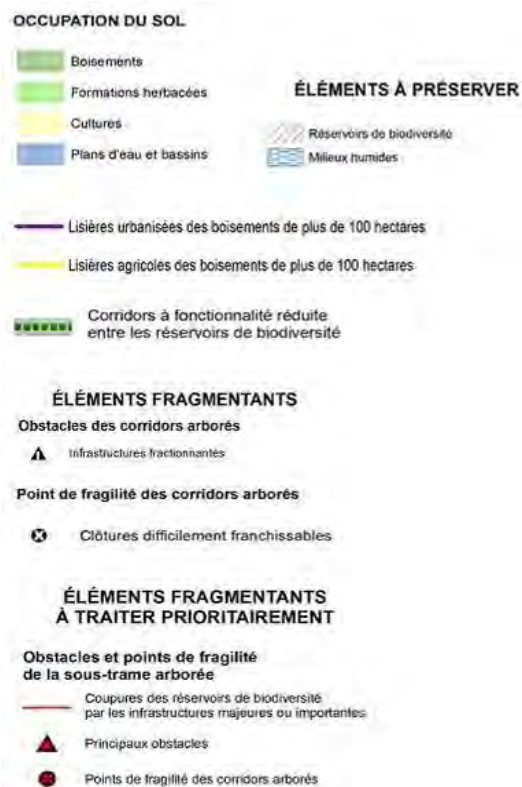 OCCUPATION DU SOL
Boisements
Formations herbacées
Cultures
Plans d'eau et bassins
ÉLÉMENTS À PRÉSERVER
Réservoirs de biodiversité
Milieux humides
Lisières urbanisées des boisements de plus de 100 hectares
Lisières agricoles des boisements de plus de 100 hectares
Corridors à fonctionnalité réduite
entre les réservoirs de biodiversité
ÉLÉMENTS FRAGMENTANTS
Obstacles des corridors arborés
Infrastructures fractionnantes
Point de fragilité des corridors arborés
Clôtures difficilement franchissables
ÉLÉMENTS FRAGMENTANTS
À TRAITER PRIORITAIREMENT
Obstacles et points de fragilité
de la sous-trame arborée
Coupures des réservoirs de biodiversité
par les infrastructures majeures ou importantes
Principaux obstacles
Points de fragilité des corridors arborés